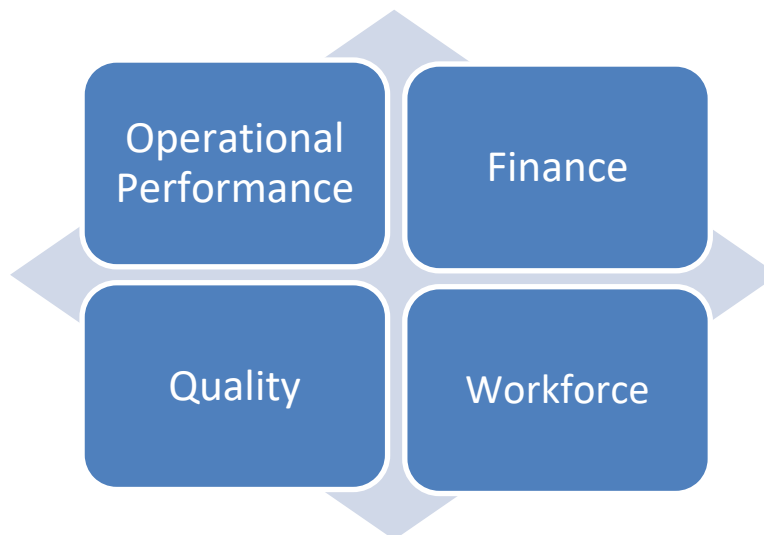 Operational
Performance
Finance
Quality
Workforce